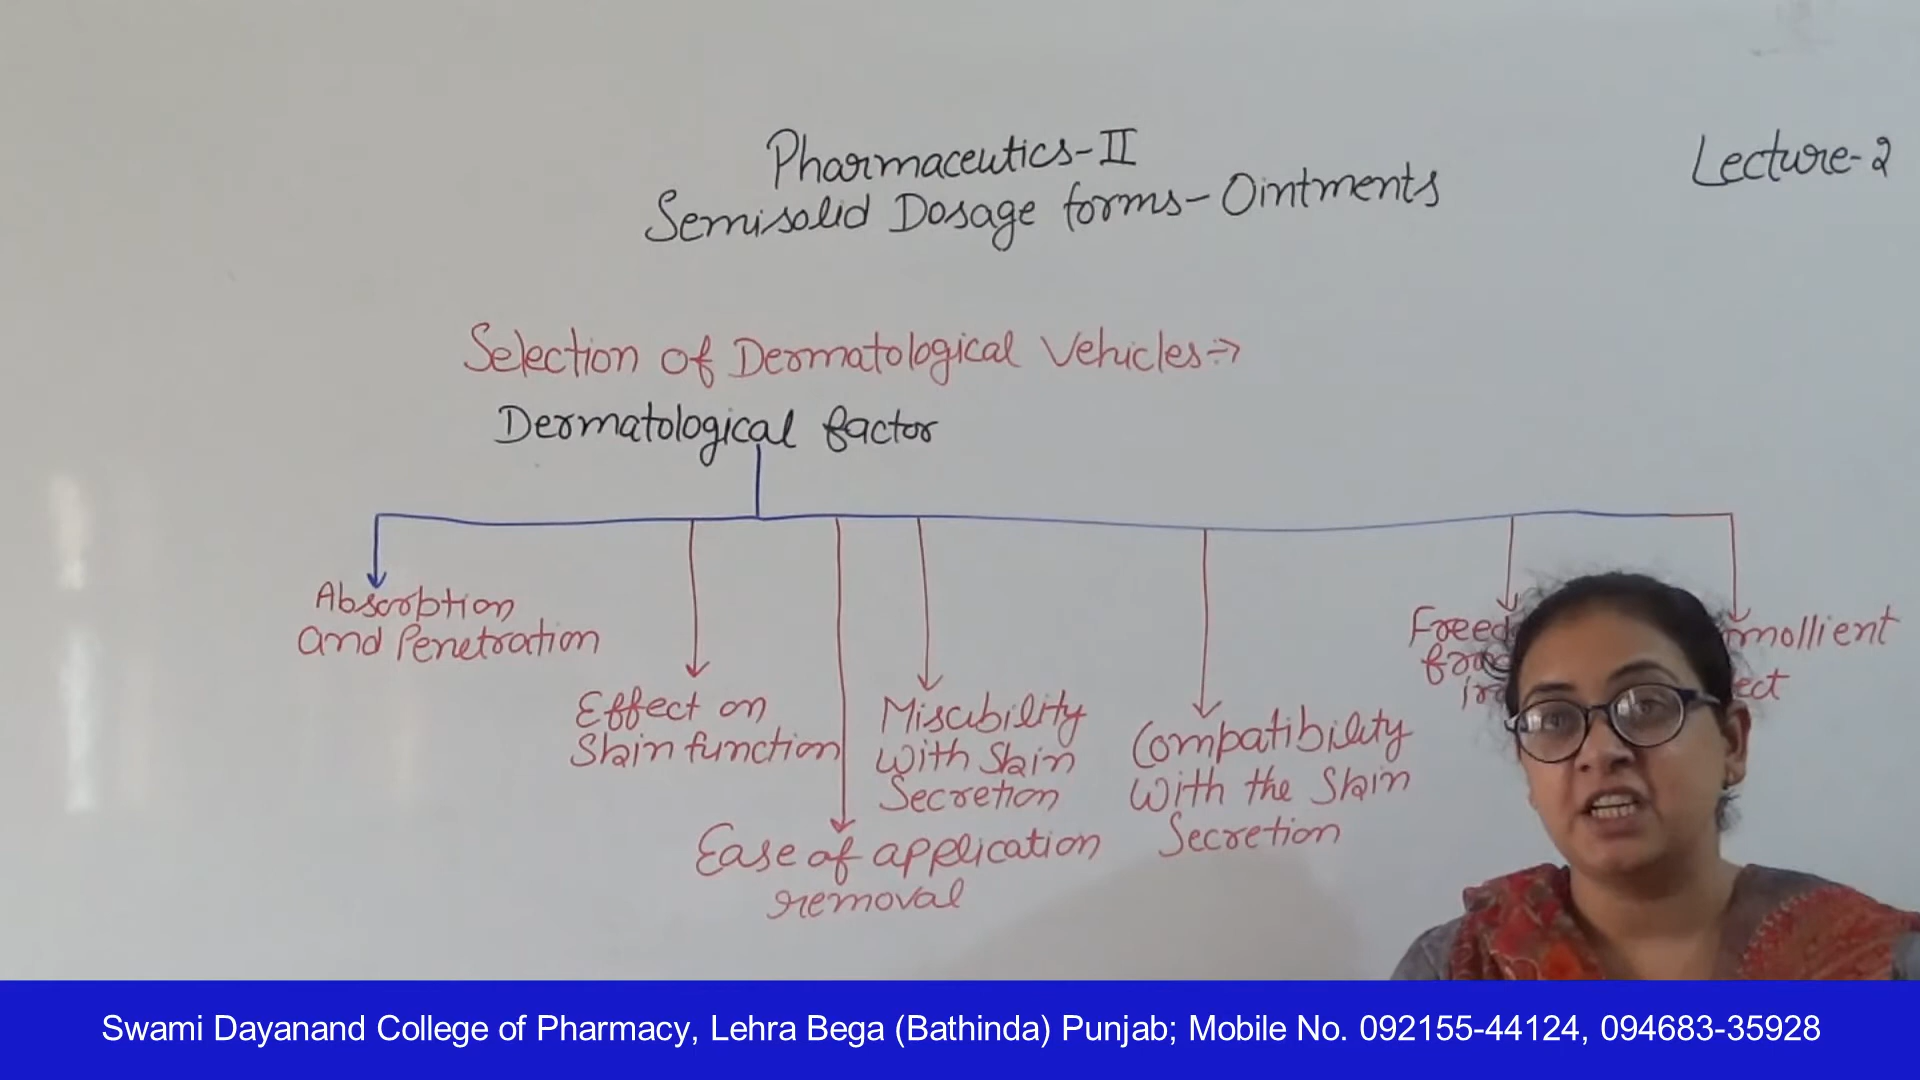 Pharmaceutics-II
Lecture-2
Semisolid Dosage forms-Ointments
Selection of Dermatological Vehicles→
Dermatological factor
Absorption
and Penetration
Effect on
Skin function
Ease of application
removal
Miscibility
with Skin
Secretion
Compatibility
with the Skin
Secretion
Swami Dayanand College of Pharmacy, Lehra Bega (Bathinda) Punjab; Mobile No. 092155-44124, 094683-35928